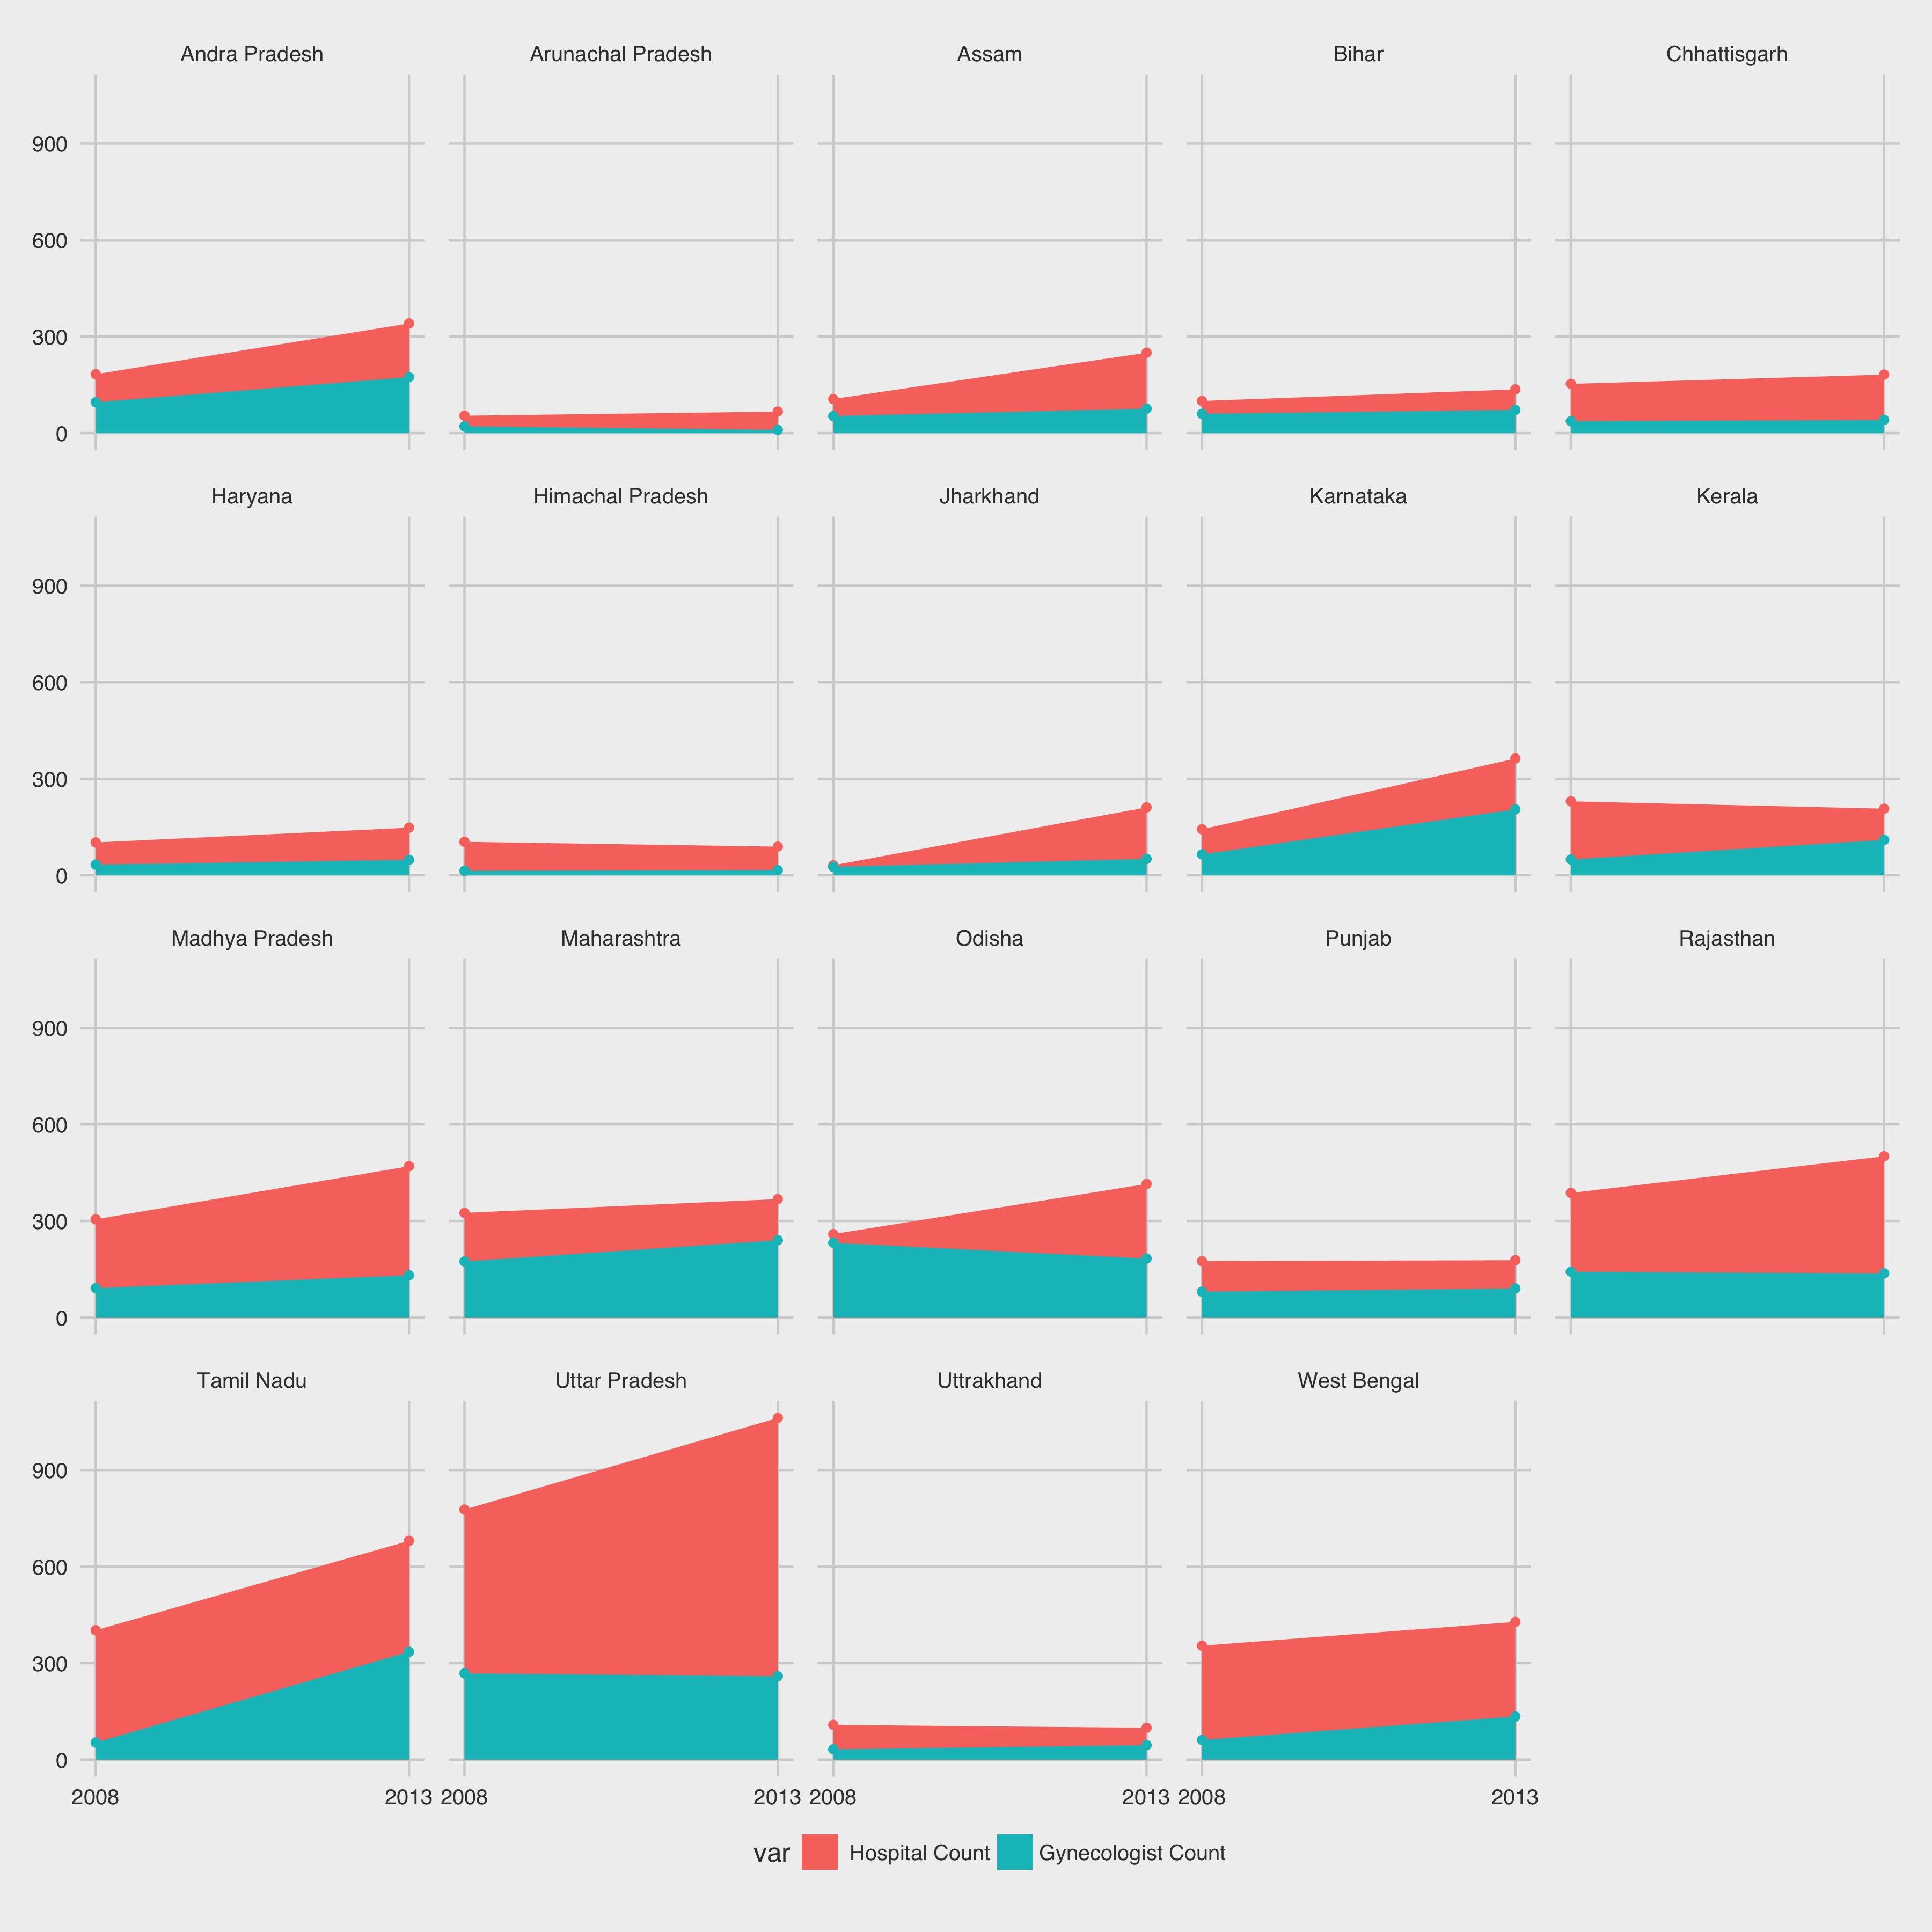 Andra Pradesh Arunachal Pradesh Assam Bihar Chhattisgarh
900
600
300
0
Haryana Himachal Pradesh Jharkhand Karnataka Kerala
900
600
300
0
Madhya Pradesh Maharashtra Odisha Punjab Rajasthan
900
600
300
0
Tamil Nadu Uttar Pradesh Uttrakhand West Bengal
900
600
300
0
2008 2013 2008 2013 2008 2013 2008 2013
var Hospital Count Gynecologist Count